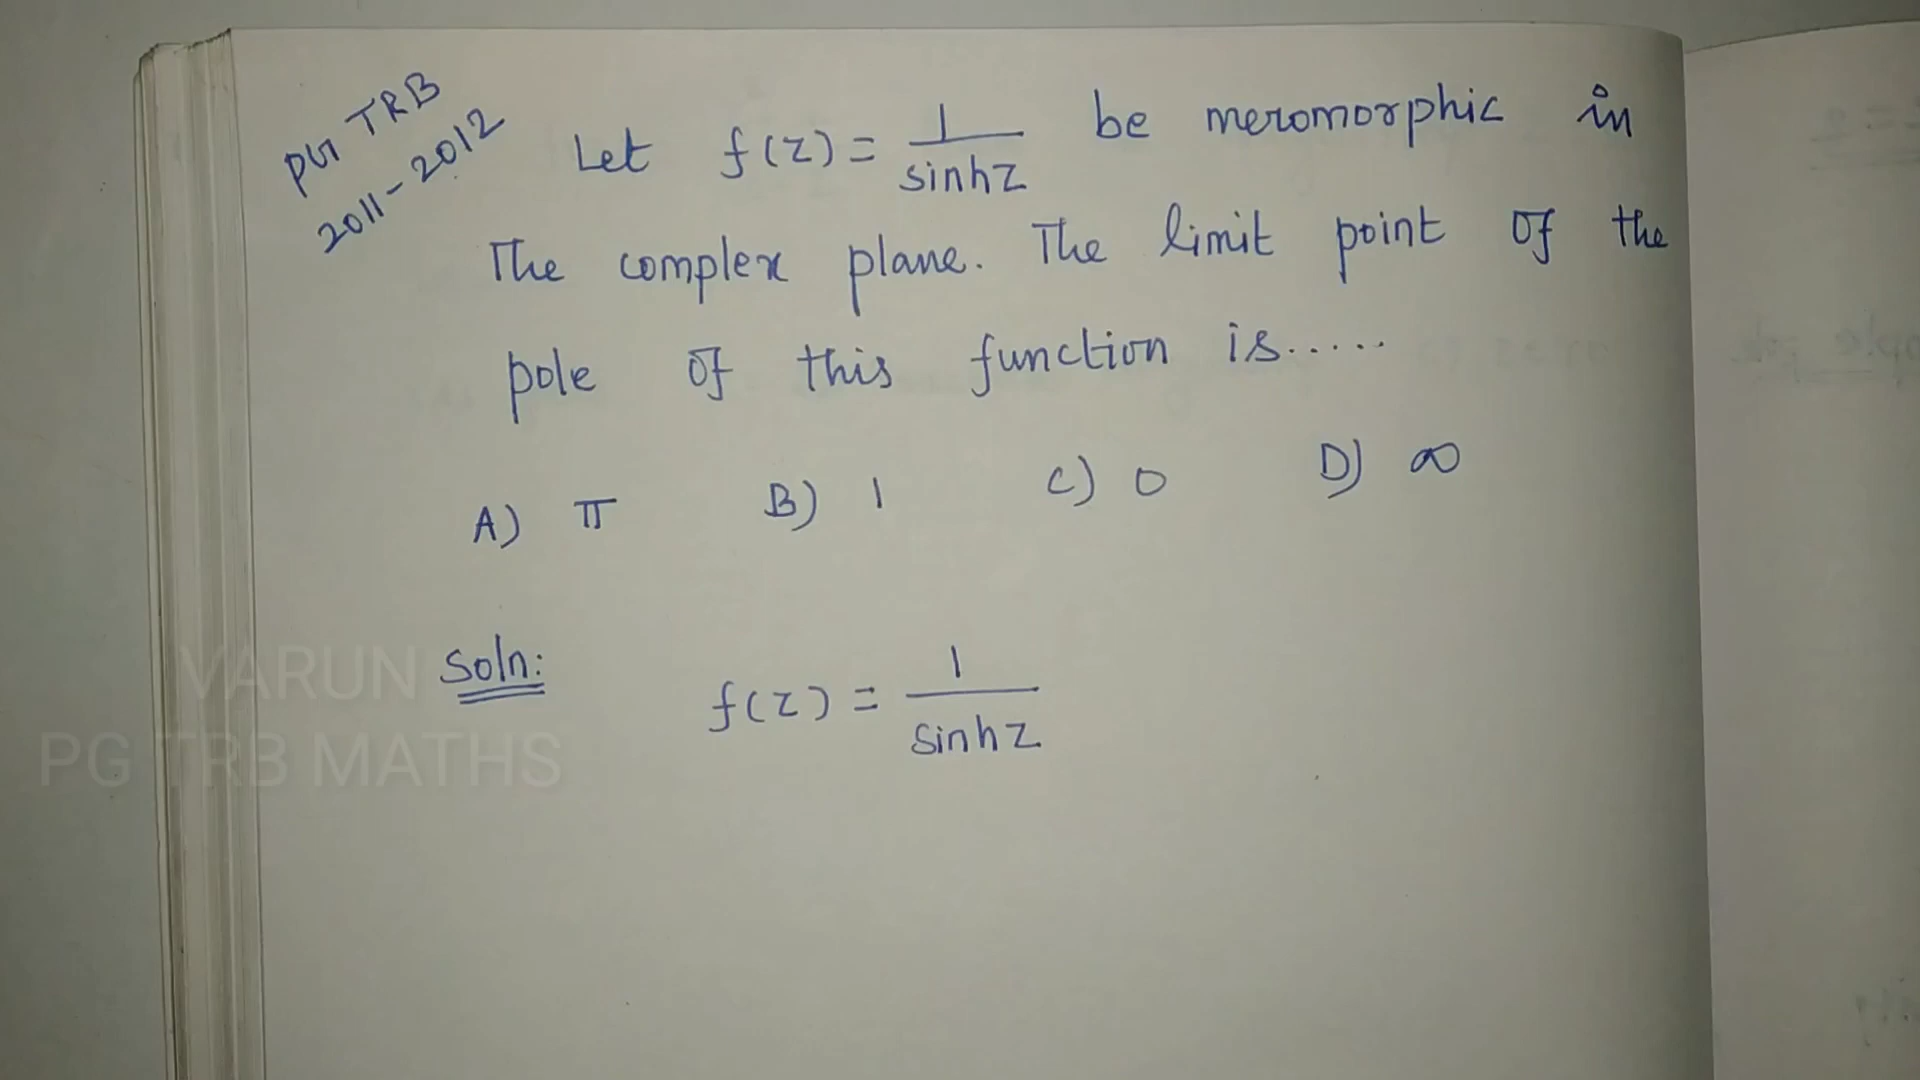 PG TRB
2011-2012
Let f(z) = 1/sinhz be meromorphic in
The complex plane. The limit point of the
pole of this function is.....
A) π B) 1 C) 0 D) ∞
Soln: f(z) = 1/sinhz
VARUN
PG TRB MATHS